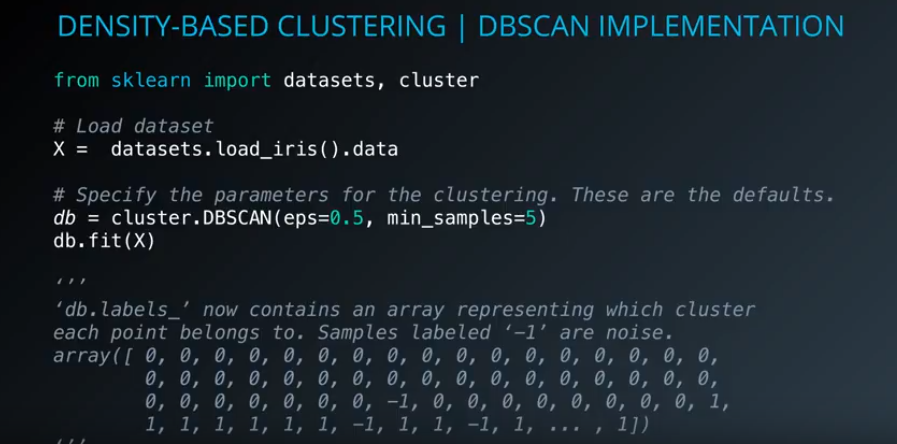 DENSITY-BASED CLUSTERING | DBSCAN IMPLEMENTATION
from sklearn import datasets, cluster
# Load dataset
X =  datasets.load_iris().data
# Specify the parameters for the clustering. These are the defaults.
db = cluster.DBSCAN(eps=0.5, min_samples=5)
db.fit(X)
‘’’
‘db.labels_’ now contains an array representing which cluster
each point belongs to. Samples labeled ‘-1’ are noise.
array([ 0, 0, 0, 0, 0, 0, 0, 0, 0, 0, 0, 0, 0, 0, 0, 0, 0,
0, 0, 0, 0, 0, 0, 0, 0, 0, 0, 0, 0, 0, 0, 0, 0, 0,
0, 0, 0, 0, 0, 0, 0, -1, 0, 0, 0, 0, 0, 0, 0, 0, 1,
1, 1, 1, 1, 1, 1, -1, 1, 1, -1, 1, ... , 1])
‘’’